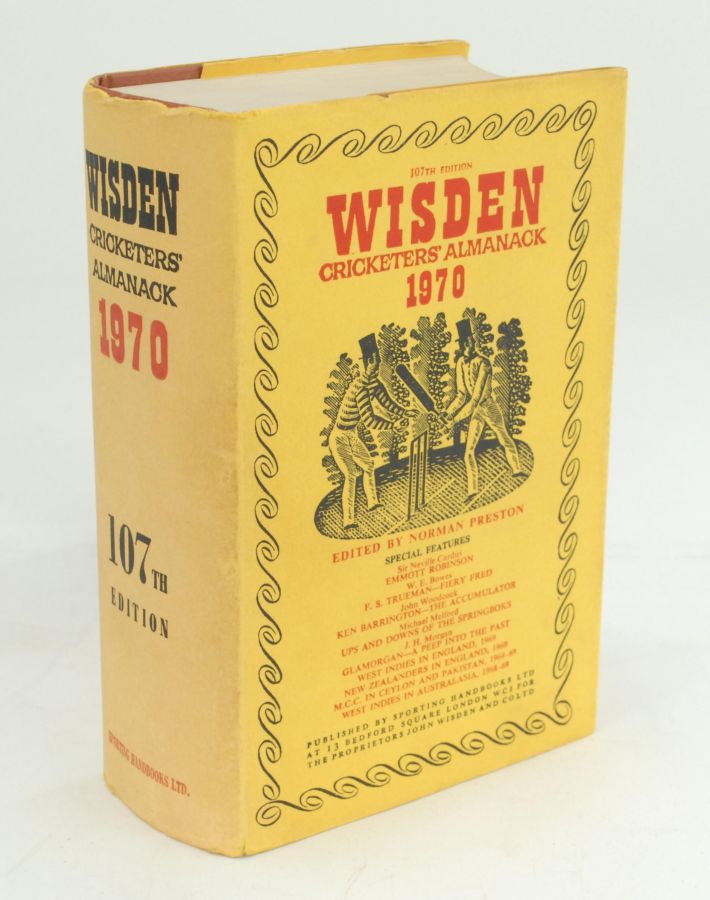 WISDEN
CRICKETERS'
ALMANACK
1970
107TH
EDITION
SPORTING HANDBOOKS LTD.
107TH EDITION
WISDEN
CRICKETERS' ALMANACK
1970
EDITED BY NORMAN PRESTON
SPECIAL FEATURES
Sir Neville Cardus
EMMOTT ROBINSON
W. E. Bowes
F. S. TRUEMAN—FIERY FRED
John Woodcock
KEN BARRINGTON—THE ACCUMULATOR
Michael Melford
UPS AND DOWNS OF THE SPRINGBOKS
J. H. Morgan
GLAMORGAN—A PEEP INTO THE PAST
WEST INDIES IN ENGLAND, 1969
NEW ZEALANDERS IN ENGLAND, 1969
M.C.C. IN CEYLON AND PAKISTAN, 1968-69
WEST INDIES IN AUSTRALASIA, 1968-69
PUBLISHED BY SPORTING HANDBOOKS LTD
AT 13 BEDFORD SQUARE LONDON WC1 FOR
THE PROPRIETORS JOHN WISDEN AND CO LTD